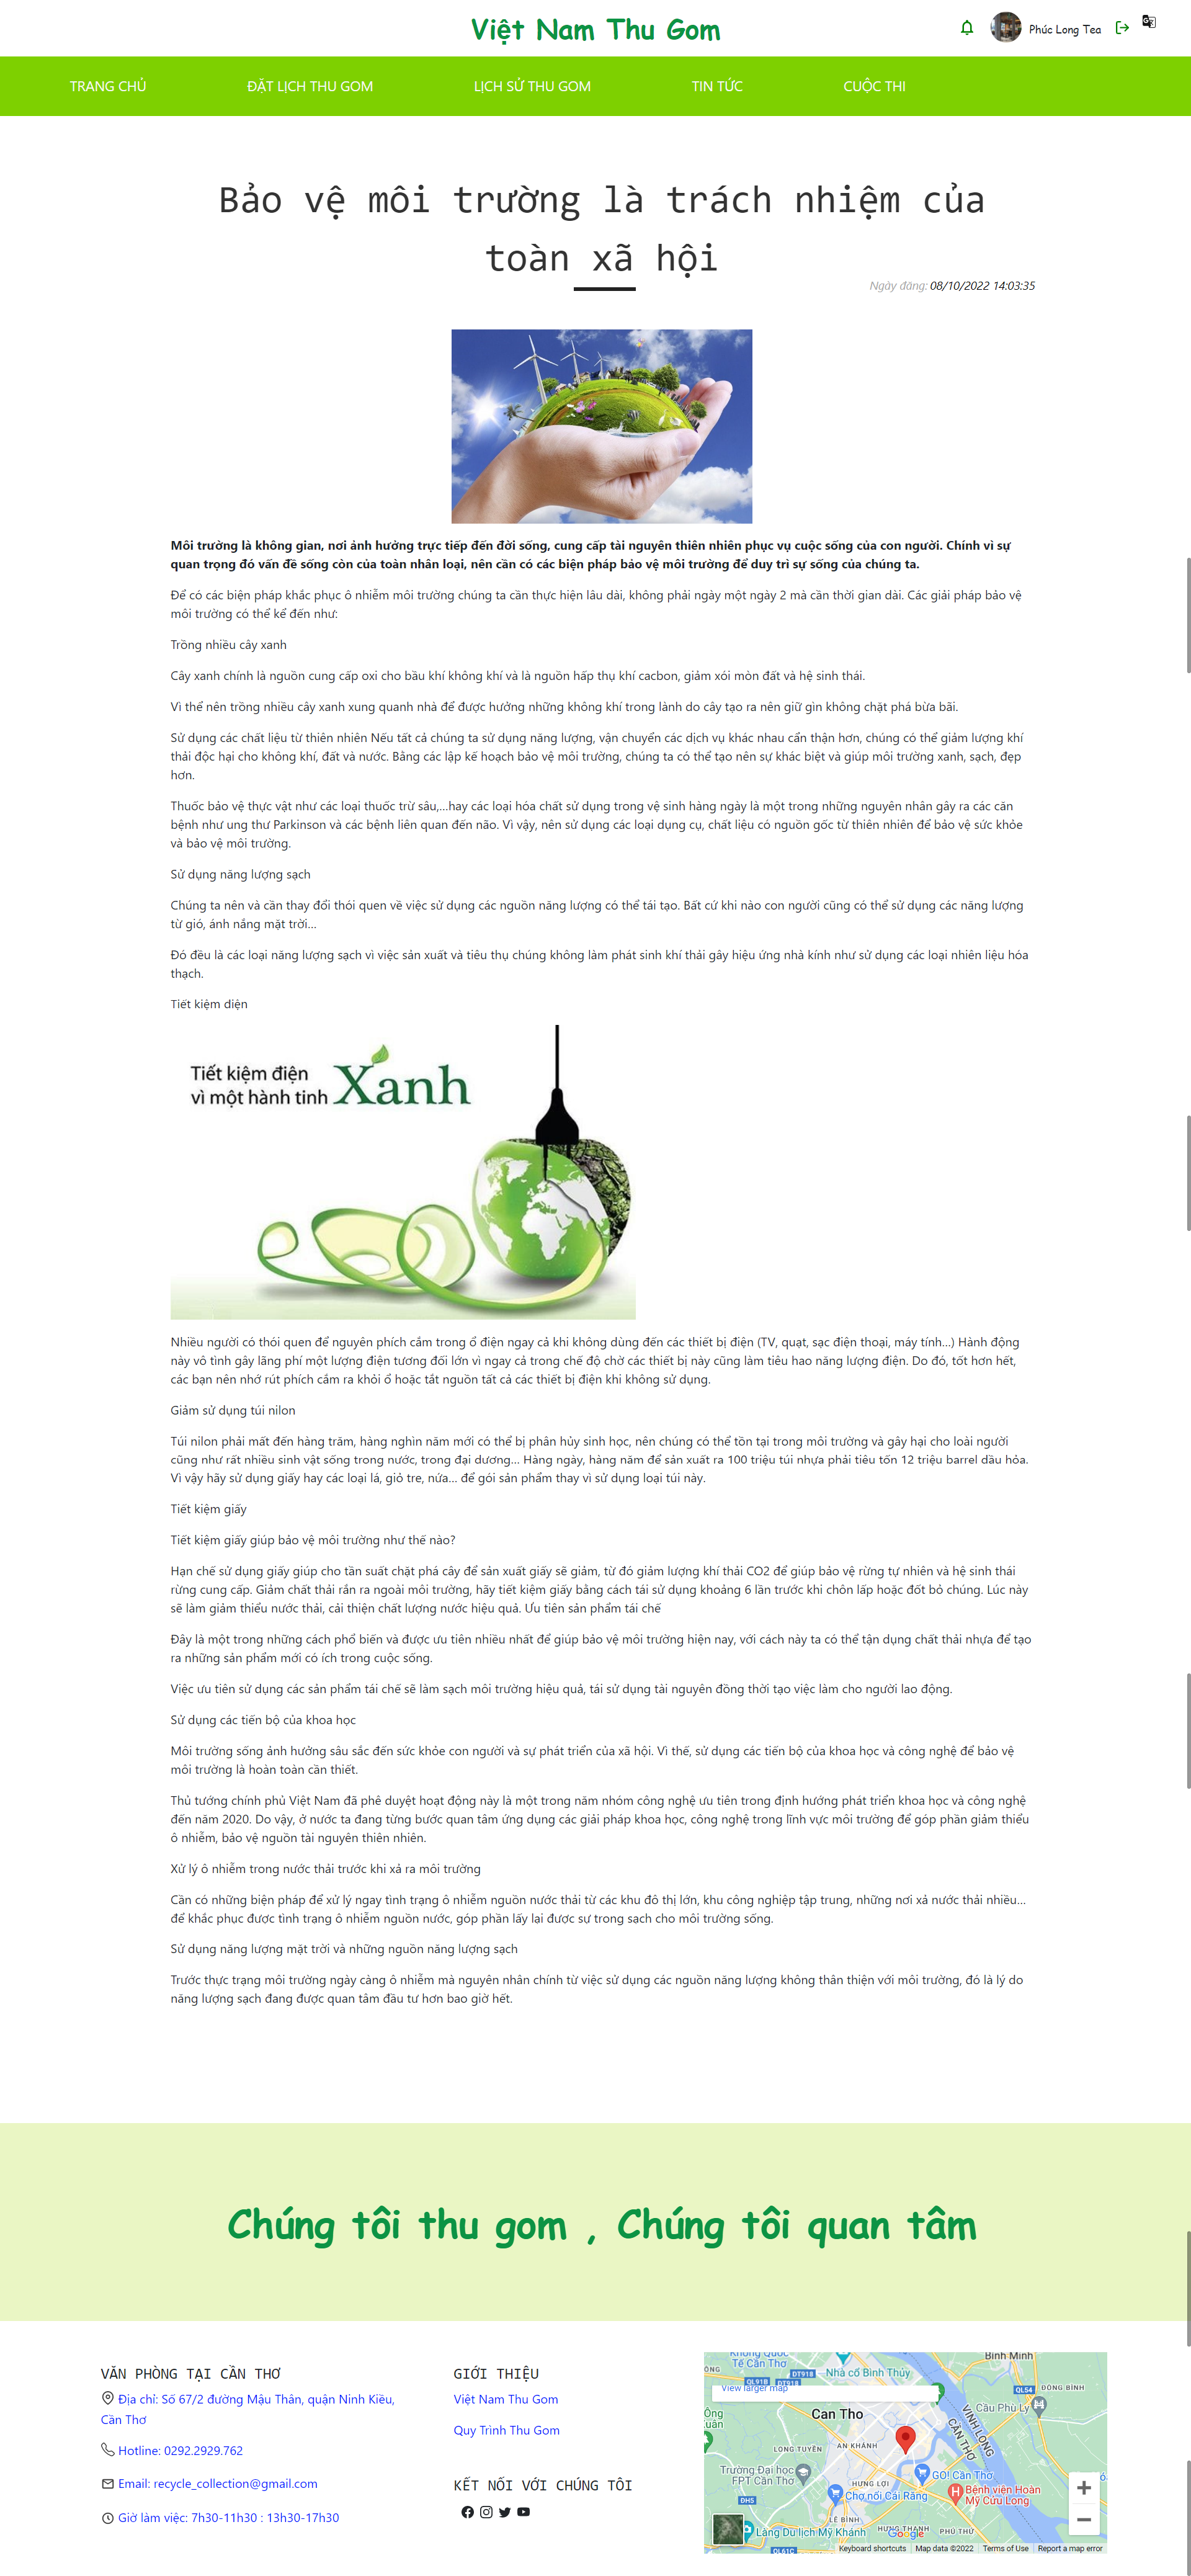 Việt Nam Thu Gom
Phúc Long Tea
TRANG CHỦ
ĐẶT LỊCH THU GOM
LỊCH SỬ THU GOM
TIN TỨC
CUỘC THI
Bảo vệ môi trường là trách nhiệm của
toàn xã hội
Ngày đăng: 08/10/2022 14:03:35
Môi trường là không gian, nơi ảnh hưởng trực tiếp đến đời sống, cung cấp tài nguyên thiên nhiên phục vụ cuộc sống của con người. Chính vì sự
quan trọng đó vấn đề sống còn của toàn nhân loại, nên cần có các biện pháp bảo vệ môi trường để duy trì sự sống của chúng ta.
Để có các biện pháp khắc phục ô nhiễm môi trường chúng ta cần thực hiện lâu dài, không phải ngày một ngày 2 mà cần thời gian dài. Các giải pháp bảo vệ
môi trường có thể kể đến như:
Trồng nhiều cây xanh
Cây xanh chính là nguồn cung cấp oxi cho bầu khí không khí và là nguồn hấp thụ khí cacbon, giảm xói mòn đất và hệ sinh thái.
Vì thế nên trồng nhiều cây xanh xung quanh nhà để được hưởng những không khí trong lành do cây tạo ra nên giữ gìn không chặt phá bừa bãi.
Sử dụng các chất liệu từ thiên nhiên Nếu tất cả chúng ta sử dụng năng lượng, vận chuyển các dịch vụ khác nhau cẩn thận hơn, chúng có thể giảm lượng khí
thải độc hại cho không khí, đất và nước. Bằng các lập kế hoạch bảo vệ môi trường, chúng ta có thể tạo nên sự khác biệt và giúp môi trường xanh, sạch, đẹp
hơn.
Thuốc bảo vệ thực vật như các loại thuốc trừ sâu,…hay các loại hóa chất sử dụng trong vệ sinh hàng ngày là một trong những nguyên nhân gây ra các căn
bệnh như ung thư Parkinson và các bệnh liên quan đến não. Vì vậy, nên sử dụng các loại dụng cụ, chất liệu có nguồn gốc từ thiên nhiên để bảo vệ sức khỏe
và bảo vệ môi trường.
Sử dụng năng lượng sạch
Chúng ta nên và cần thay đổi thói quen về việc sử dụng các nguồn năng lượng có thể tái tạo. Bất cứ khi nào con người cũng có thể sử dụng các năng lượng
từ gió, ánh nắng mặt trời…
Đó đều là các loại năng lượng sạch vì việc sản xuất và tiêu thụ chúng không làm phát sinh khí thải gây hiệu ứng nhà kính như sử dụng các loại nhiên liệu hóa
thạch.
Tiết kiệm điện
Tiết kiệm điện
vì một hành tinh Xanh
Nhiều người có thói quen để nguyên phích cắm trong ổ điện ngay cả khi không dùng đến các thiết bị điện (TV, quạt, sạc điện thoại, máy tính…) Hành động
này vô tình gây lãng phí một lượng điện tương đối lớn vì ngay cả trong chế độ chờ các thiết bị này cũng làm tiêu hao năng lượng điện. Do đó, tốt hơn hết,
các bạn nên nhớ rút phích cắm ra khỏi ổ hoặc tắt nguồn tất cả các thiết bị điện khi không sử dụng.
Giảm sử dụng túi nilon
Túi nilon phải mất đến hàng trăm, hàng nghìn năm mới có thể bị phân hủy sinh học, nên chúng có thể tồn tại trong môi trường và gây hại cho loài người
cũng như rất nhiều sinh vật sống trong nước, trong đại dương… Hàng ngày, hàng năm để sản xuất ra 100 triệu túi nhựa phải tiêu tốn 12 triệu barrel dầu hỏa.
Vì vậy hãy sử dụng giấy hay các loại lá, giỏ tre, nứa… để gói sản phẩm thay vì sử dụng loại túi này.
Tiết kiệm giấy
Tiết kiệm giấy giúp bảo vệ môi trường như thế nào?
Hạn chế sử dụng giấy giúp cho tần suất chặt phá cây để sản xuất giấy sẽ giảm, từ đó giảm lượng khí thải CO2 để giúp bảo vệ rừng tự nhiên và hệ sinh thái
rừng cung cấp. Giảm chất thải rắn ra ngoài môi trường, hãy tiết kiệm giấy bằng cách tái sử dụng khoảng 6 lần trước khi chôn lấp hoặc đốt bỏ chúng. Lúc này
sẽ làm giảm thiểu nước thải, cải thiện chất lượng nước hiệu quả. Ưu tiên sản phẩm tái chế
Đây là một trong những cách phổ biến và được ưu tiên nhiều nhất để giúp bảo vệ môi trường hiện nay, với cách này ta có thể tận dụng chất thải nhựa để tạo
ra những sản phẩm mới có ích trong cuộc sống.
Việc ưu tiên sử dụng các sản phẩm tái chế sẽ làm sạch môi trường hiệu quả, tái sử dụng tài nguyên đồng thời tạo việc làm cho người lao động.
Sử dụng các tiến bộ của khoa học
Môi trường sống ảnh hưởng sâu sắc đến sức khỏe con người và sự phát triển của xã hội. Vì thế, sử dụng các tiến bộ của khoa học và công nghệ để bảo vệ
môi trường là hoàn toàn cần thiết.
Thủ tướng chính phủ Việt Nam đã phê duyệt hoạt động này là một trong năm nhóm công nghệ ưu tiên trong định hướng phát triển khoa học và công nghệ
đến năm 2020. Do vậy, ở nước ta đang từng bước quan tâm ứng dụng các giải pháp khoa học, công nghệ trong lĩnh vực môi trường để góp phần giảm thiểu
ô nhiễm, bảo vệ nguồn tài nguyên thiên nhiên.
Xử lý ô nhiễm trong nước thải trước khi xả ra môi trường
Cần có những biện pháp để xử lý ngay tình trạng ô nhiễm nguồn nước thải từ các khu đô thị lớn, khu công nghiệp tập trung, những nơi xả nước thải nhiều…
để khắc phục được tình trạng ô nhiễm nguồn nước, góp phần lấy lại được sự trong sạch cho môi trường sống.
Sử dụng năng lượng mặt trời và những nguồn năng lượng sạch
Trước thực trạng môi trường ngày càng ô nhiễm mà nguyên nhân chính từ việc sử dụng các nguồn năng lượng không thân thiện với môi trường, đó là lý do
năng lượng sạch đang được quan tâm đầu tư hơn bao giờ hết.
Chúng tôi thu gom , Chúng tôi quan tâm
VĂN PHÒNG TẠI CẦN THƠ
Địa chỉ: Số 67/2 đường Mậu Thân, quận Ninh Kiều,
Cần Thơ
Hotline: 0292.2929.762
Email: recycle_collection@gmail.com
Giờ làm việc: 7h30-11h30 : 13h30-17h30
GIỚI THIỆU
Việt Nam Thu Gom
Quy Trình Thu Gom
KẾT NỐI VỚI CHÚNG TÔI
Tế Cần Thơ
DT918
Nhà cổ Bình Thủy
Bình Minh
QL91B
DT918
QL54
ĐÔNG BÌNH
View larger map
Cầu Phú Ly
Can Tho
VĨNH LONG
CẦN THƠ
LONG TUYỀN
AN KHÁNH
Trường Đại học
FPT Cần Thơ
GO! Cần Thơ
HƯNG LỢI
Chợ nổi Cái Răng
Bệnh viện Hoàn
Mỹ Cửu Long
ĐH5
LÊ BÌNH
Làng Du lịch Mỹ Khánh
HƯNG THẠNH
PHÚ THỨ
Google
QL61C
Keyboard shortcuts
Map data ©2022
Terms of Use
Report a map error